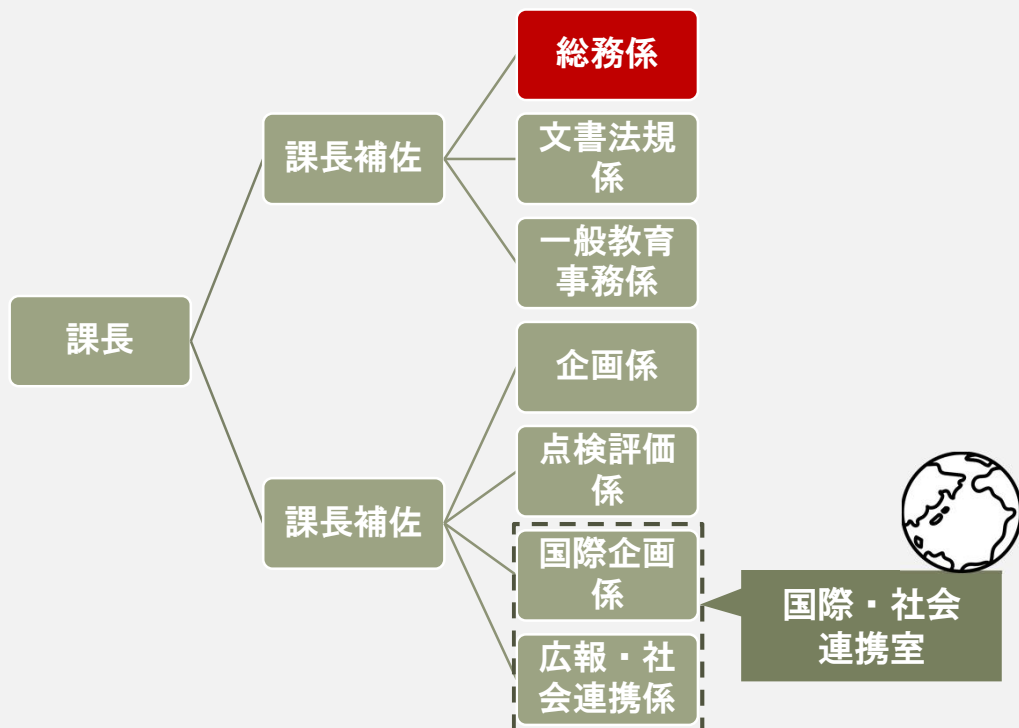 総務係
課長補佐
文書法規
係
一般教育
事務係
課長
企画係
点検評価
係
課長補佐
国際企画
係
広報・社
会連携係
国際・社会
連携室